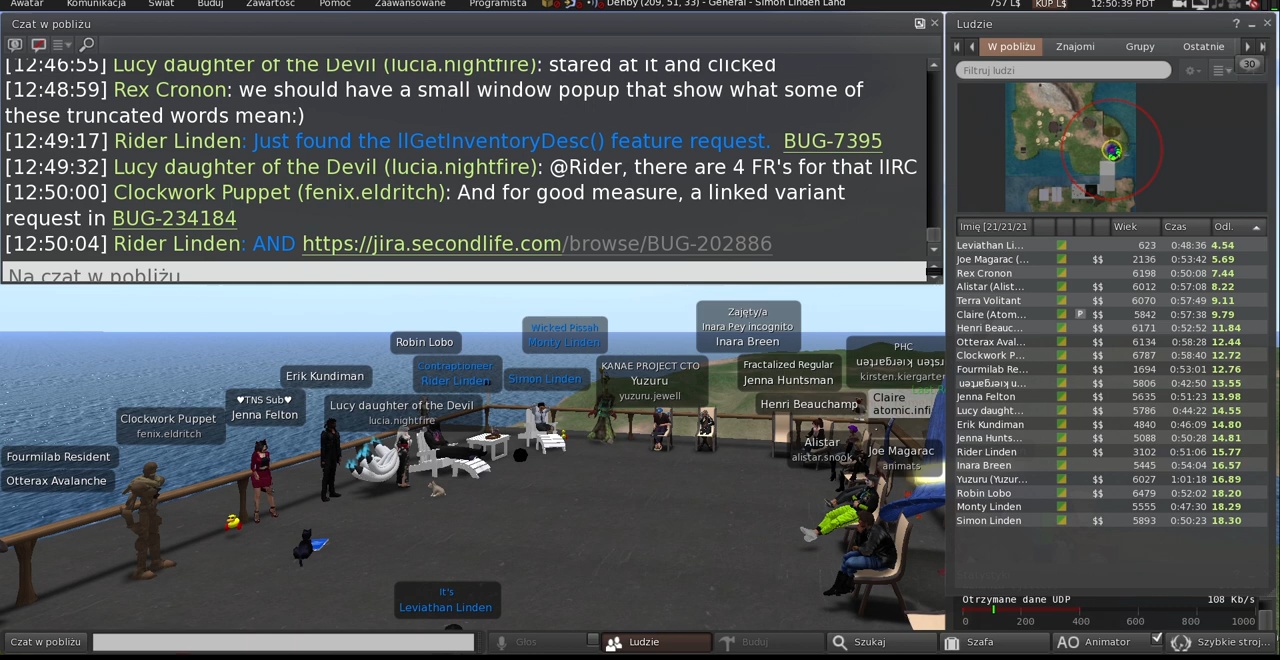 Awatar Komunikacja Świat Buduj Zawartość Pomoc Zaawansowane Programista Denby (209, 51, 33) - General - Simon Linden Land 757 L$ KUP L$ 12:50:39 PDT
Czat w pobliżu
[12:46:55] Lucy daughter of the Devil (lucia.nightfire): stared at it and clicked
[12:48:59] Rex Cronon: we should have a small window popup that show what some of
these truncated words mean:)
[12:49:17] Rider Linden: Just found the llGetInventoryDesc() feature request. BUG-7395
[12:49:32] Lucy daughter of the Devil (lucia.nightfire): @Rider, there are 4 FR's for that IIRC
[12:50:00] Clockwork Puppet (fenix.eldritch): And for good measure, a linked variant
request in BUG-234184
[12:50:04] Rider Linden: AND https://jira.secondlife.com/browse/BUG-202886
Na czat w pobliżu
Zajęty/a
Inara Pey incognito
Inara Breen
Wicked Pissah
Monty Linden
Robin Lobo
PHC
kirsten.kiergarten
Contraptioneer
Rider Linden
Simon Linden
KANAE PROJECT CTO
Yuzuru
yuzuru.jewell
Fractalized Regular
Jenna Huntsman
Erik Kundiman
♥TNS Sub♥
Jenna Felton
Lucy daughter of the Devil
lucia.nightfire
Henri Beauchamp
Claire
atomic.infi
Clockwork Puppet
fenix.eldritch
Alistar
alistar.snook
Joe Magarac
animats
Fourmilab Resident
Otterax Avalanche
It's
Leviathan Linden
Ludzie
W pobliżu Znajomi Grupy Ostatnie
Filtruj ludzi 30
Imię [21/21/21 Wiek Czas Odl.
Leviathan Li... 623 0:48:36 4.54
Joe Magarac (... $$ 2136 0:53:42 5.69
Rex Cronon 6198 0:50:08 7.44
Alistar (Alist... $$ 6012 0:57:08 8.22
Terra Volitant $$ 6070 0:57:49 9.11
Claire (Atom... P $$ 5842 0:57:38 9.79
Henri Beauc... $$ 6171 0:52:52 11.84
Otterax Aval... $$ 6134 0:58:28 12.44
Clockwork P... $$ 6787 0:58:40 12.72
Fourmilab Re... $$ 1694 0:53:01 12.76
$$ 5806 0:42:50 13.55
Jenna Felton $$ 5635 0:51:23 13.98
Lucy daught... $$ 5786 0:44:22 14.55
Erik Kundiman $$ 4840 0:46:09 14.80
Jenna Hunts... $$ 5088 0:50:28 14.81
Rider Linden $$ 3102 0:51:06 15.77
Inara Breen 5445 0:54:04 16.57
Yuzuru (Yuzur... $$ 6027 1:01:18 16.89
Robin Lobo $$ 6479 0:52:02 18.20
Monty Linden 5555 0:47:30 18.29
Simon Linden $$ 5893 0:50:23 18.30
Otrzymane dane UDP 108 Kb/s
0 200 400 600 800 1000
Czat w pobliżu Głos Ludzie Buduj Szukaj Szafa AO Animator Szybkie stroj...